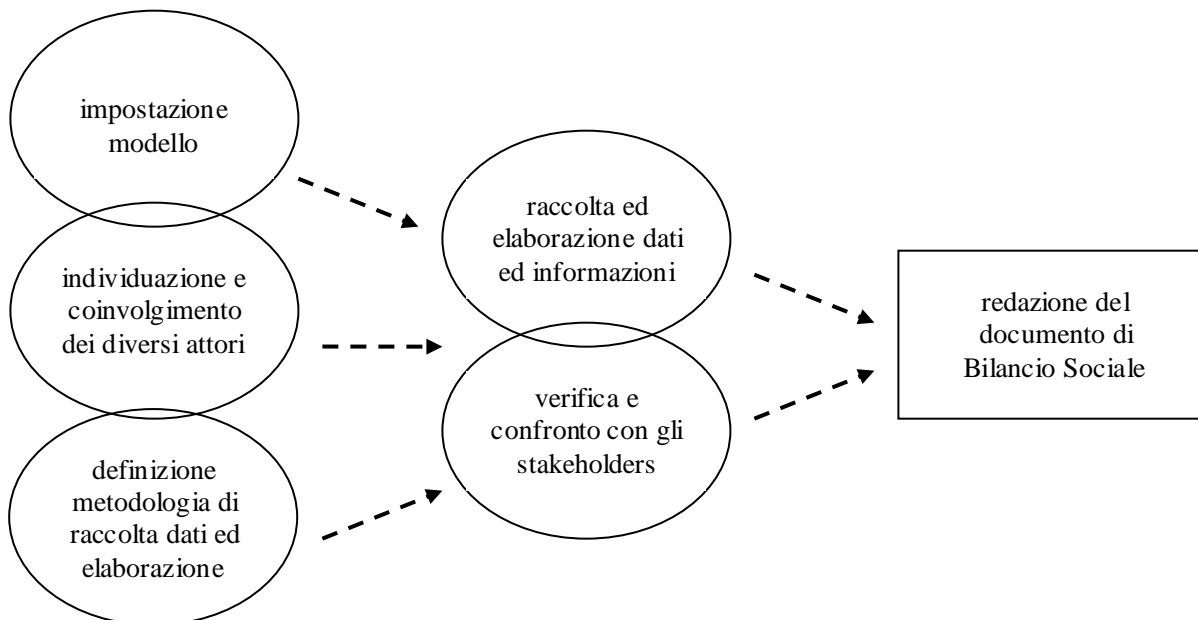 impostazione
modello
individuazione e
coinvolgimento
dei diversi attori
definizione
metodologia di
raccolta dati ed
elaborazione
raccolta ed
elaborazione dati
ed informazioni
verifica e
confronto con gli
stakeholders
redazione del
documento di
Bilancio Sociale